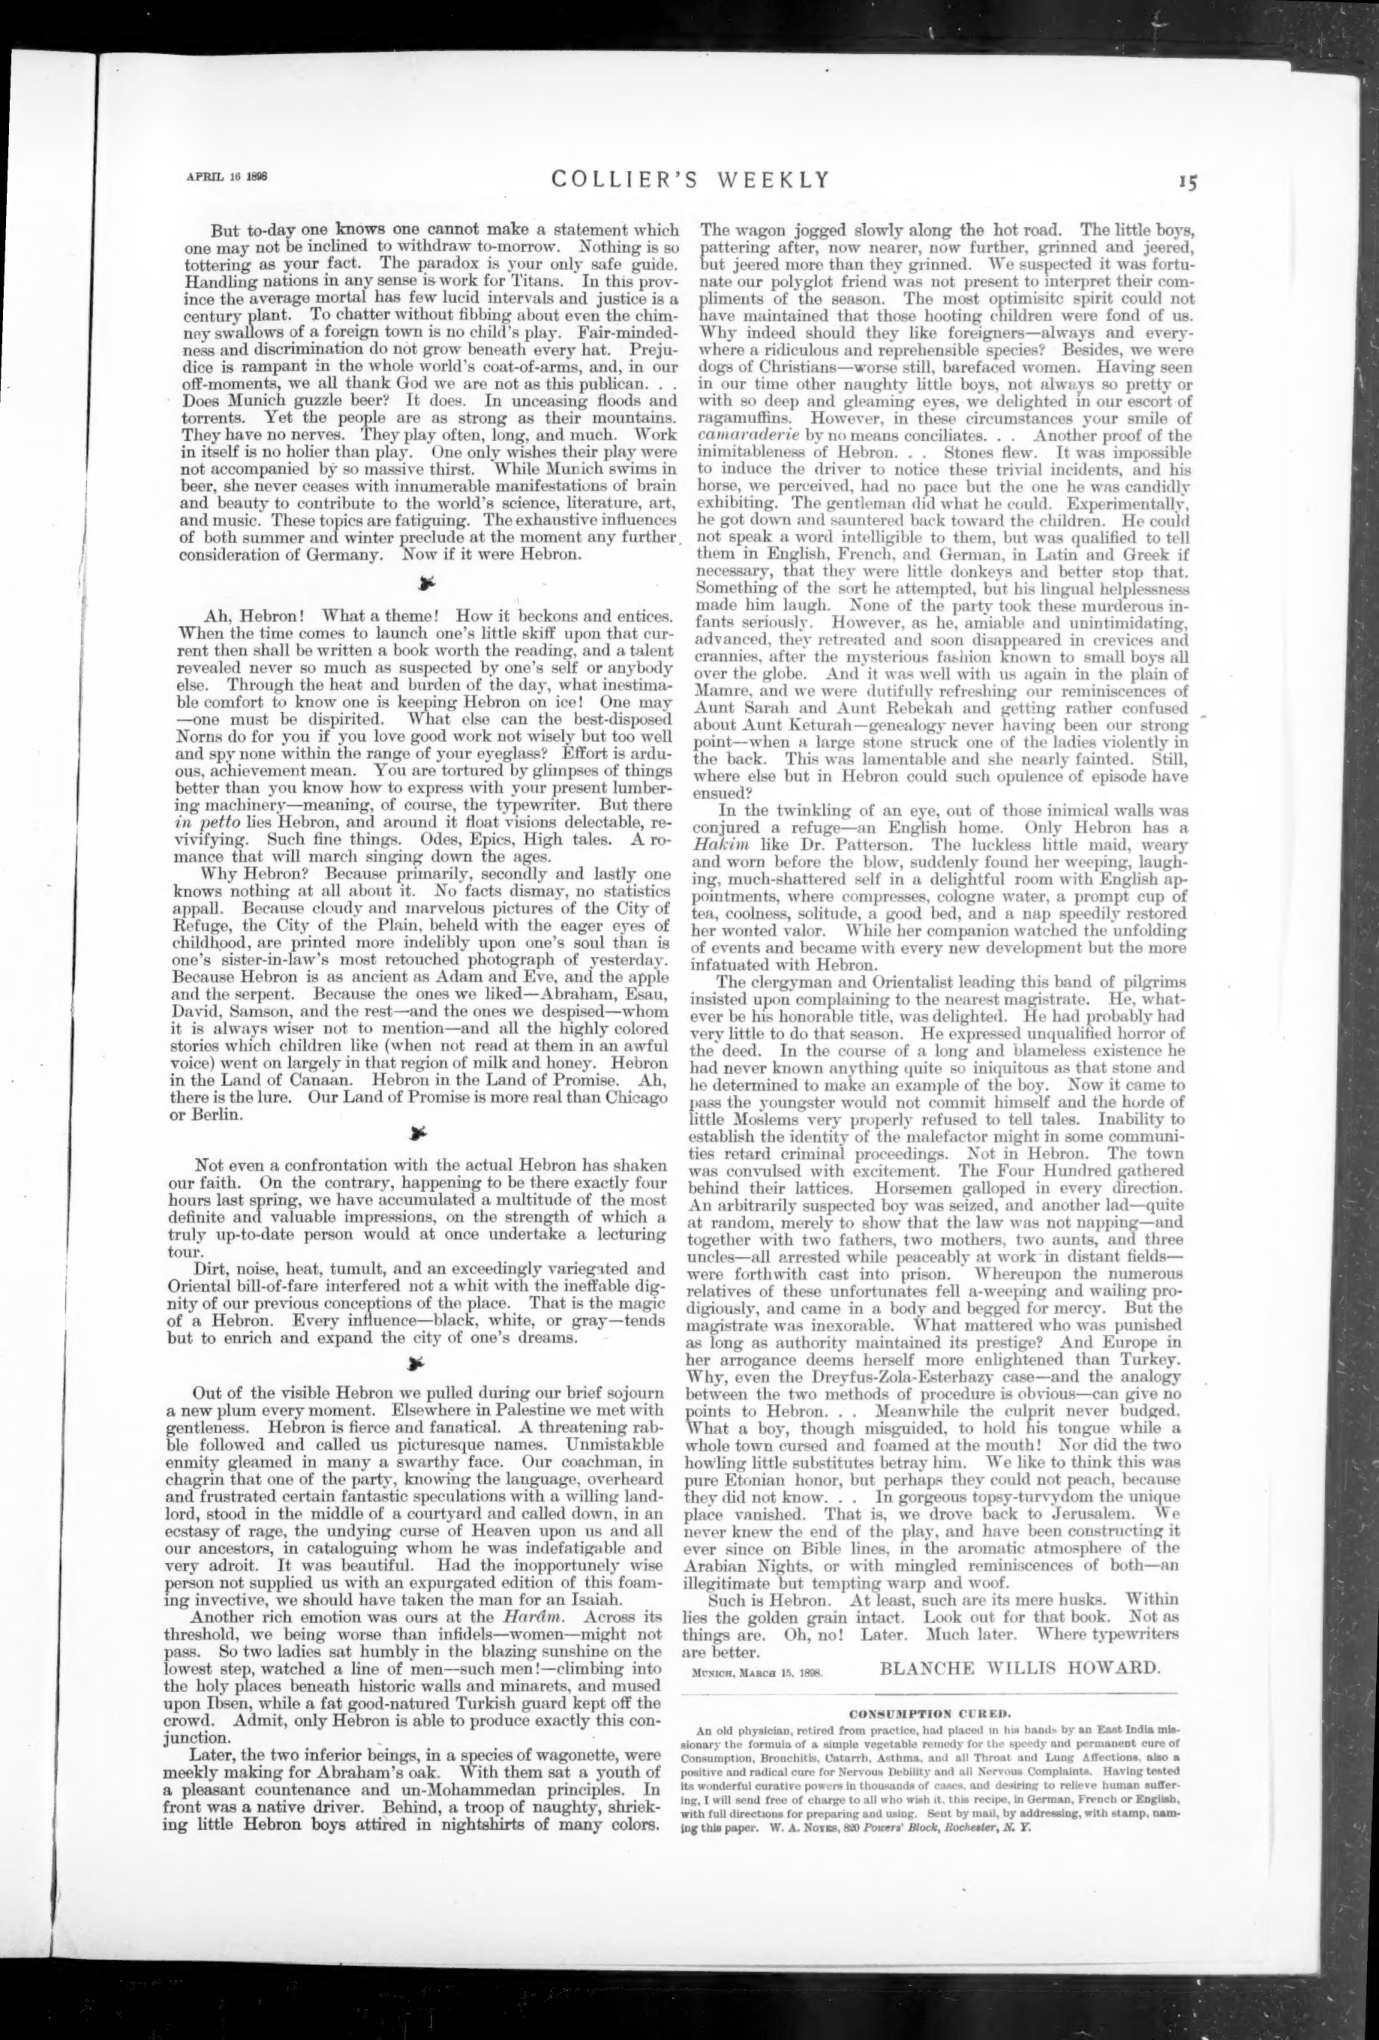 APRIL 16 1898
COLLIER'S WEEKLY
15
But to-day one knows one cannot make a statement which
one may not be inclined to withdraw to-morrow. Nothing is so
tottering as your fact. The paradox is your only safe guide.
Handling nations in any sense is work for Titans. In this prov-
ince the average mortal has few lucid intervals and justice is a
century plant. To chatter without fibbing about even the chim-
ney swallows of a foreign town is no child's play. Fair-minded-
ness and discrimination do not grow beneath every hat. Preju-
dice is rampant in the whole world's coat-of-arms, and, in our
off-moments, we all thank God we are not as this publican. . .
Does Munich guzzle beer? It does. In unceasing floods and
torrents. Yet the people are as strong as their mountains.
They have no nerves. They play often, long, and much. Work
in itself is no holier than play. One only wishes their play were
not accompanied by so massive thirst. While Munich swims in
beer, she never ceases with innumerable manifestations of brain
and beauty to contribute to the world's science, literature, art,
and music. These topics are fatiguing. The exhaustive influences
of both summer and winter preclude at the moment any further
consideration of Germany. Now if it were Hebron.
Ah, Hebron! What a theme! How it beckons and entices.
When the time comes to launch one's little skiff upon that cur-
rent then shall be written a book worth the reading, and a talent
revealed never so much as suspected by one's self or anybody
else. Through the heat and burden of the day, what inestima-
ble comfort to know one is keeping Hebron on ice! One may
—one must be dispirited. What else can the best-disposed
Norns do for you if you love good work not wisely but too well
and spy none within the range of your eyeglass? Effort is ardu-
ous, achievement mean. You are tortured by glimpses of things
better than you know how to express with your present lumber-
ing machinery—meaning, of course, the typewriter. But there
in petto lies Hebron, and around it float visions delectable, re-
vivifying. Such fine things. Odes, Epics, High tales. A ro-
mance that will march singing down the ages.
Why Hebron? Because primarily, secondly and lastly one
knows nothing at all about it. No facts dismay, no statistics
appall. Because cloudy and marvelous pictures of the City of
Refuge, the City of the Plain, beheld with the eager eyes of
childhood, are printed more indelibly upon one's soul than is
one's sister-in-law's most retouched photograph of yesterday.
Because Hebron is as ancient as Adam and Eve, and the apple
and the serpent. Because the ones we liked—Abraham, Esau,
David, Samson, and the rest—and the ones we despised—whom
it is always wiser not to mention—and all the highly colored
stories which children like (when not read at them in an awful
voice) went on largely in that region of milk and honey. Hebron
in the Land of Canaan. Hebron in the Land of Promise. Ah,
there is the lure. Our Land of Promise is more real than Chicago
or Berlin.
Not even a confrontation with the actual Hebron has shaken
our faith. On the contrary, happening to be there exactly four
hours last spring, we have accumulated a multitude of the most
definite and valuable impressions, on the strength of which a
truly up-to-date person would at once undertake a lecturing
tour.
Dirt, noise, heat, tumult, and an exceedingly variegated and
Oriental bill-of-fare interfered not a whit with the ineffable dig-
nity of our previous conceptions of the place. That is the magic
of a Hebron. Every influence—black, white, or gray—tends
but to enrich and expand the city of one's dreams.
Out of the visible Hebron we pulled during our brief sojourn
a new plum every moment. Elsewhere in Palestine we met with
gentleness. Hebron is fierce and fanatical. A threatening rab-
ble followed and called us picturesque names. Unmistakble
enmity gleamed in many a swarthy face. Our coachman, in
chagrin that one of the party, knowing the language, overheard
and frustrated certain fantastic speculations with a willing land-
lord, stood in the middle of a courtyard and called down, in an
ecstasy of rage, the undying curse of Heaven upon us and all
our ancestors, in cataloguing whom he was indefatigable and
very adroit. It was beautiful. Had the inopportunely wise
person not supplied us with an expurgated edition of this foam-
ing invective, we should have taken the man for an Isaiah.
Another rich emotion was ours at the Harâm. Across its
threshold, we being worse than infidels—women—might not
pass. So two ladies sat humbly in the blazing sunshine on the
lowest step, watched a line of men—such men!—climbing into
the holy places beneath historic walls and minarets, and mused
upon Ibsen, while a fat good-natured Turkish guard kept off the
crowd. Admit, only Hebron is able to produce exactly this con-
junction.
Later, the two inferior beings, in a species of wagonette, were
meekly making for Abraham's oak. With them sat a youth of
a pleasant countenance and un-Mohammedan principles. In
front was a native driver. Behind, a troop of naughty, shriek-
ing little Hebron boys attired in nightshirts of many colors.
The wagon jogged slowly along the hot road. The little boys,
pattering after, now nearer, now further, grinned and jeered,
but jeered more than they grinned. We suspected it was fortu-
nate our polyglot friend was not present to interpret their com-
pliments of the season. The most optimisitc spirit could not
have maintained that those hooting children were fond of us.
Why indeed should they like foreigners—always and every-
where a ridiculous and reprehensible species? Besides, we were
dogs of Christians—worse still, barefaced women. Having seen
in our time other naughty little boys, not always so pretty or
with so deep and gleaming eyes, we delighted in our escort of
ragamuffins. However, in these circumstances your smile of
camaraderie by no means conciliates. . . Another proof of the
inimitableness of Hebron. . . Stones flew. It was impossible
to induce the driver to notice these trivial incidents, and his
horse, we perceived, had no pace but the one he was candidly
exhibiting. The gentleman did what he could. Experimentally,
he got down and sauntered back toward the children. He could
not speak a word intelligible to them, but was qualified to tell
them in English, French, and German, in Latin and Greek if
necessary, that they were little donkeys and better stop that.
Something of the sort he attempted, but his lingual helplessness
made him laugh. None of the party took these murderous in-
fants seriously. However, as he, amiable and unintimidating,
advanced, they retreated and soon disappeared in crevices and
crannies, after the mysterious fashion known to small boys all
over the globe. And it was well with us again in the plain of
Mamre, and we were dutifully refreshing our reminiscences of
Aunt Sarah and Aunt Rebekah and getting rather confused
about Aunt Keturah—genealogy never having been our strong
point—when a large stone struck one of the ladies violently in
the back. This was lamentable and she nearly fainted. Still,
where else but in Hebron could such opulence of episode have
ensued?
In the twinkling of an eye, out of those inimical walls was
conjured a refuge—an English home. Only Hebron has a
Hakim like Dr. Patterson. The luckless little maid, weary
and worn before the blow, suddenly found her weeping, laugh-
ing, much-shattered self in a delightful room with English ap-
pointments, where compresses, cologne water, a prompt cup of
tea, coolness, solitude, a good bed, and a nap speedily restored
her wonted valor. While her companion watched the unfolding
of events and became with every new development but the more
infatuated with Hebron.
The clergyman and Orientalist leading this band of pilgrims
insisted upon complaining to the nearest magistrate. He, what-
ever be his honorable title, was delighted. He had probably had
very little to do that season. He expressed unqualified horror of
the deed. In the course of a long and blameless existence he
had never known anything quite so iniquitous as that stone and
he determined to make an example of the boy. Now it came to
pass the youngster would not commit himself and the horde of
little Moslems very properly refused to tell tales. Inability to
establish the identity of the malefactor might in some communi-
ties retard criminal proceedings. Not in Hebron. The town
was convulsed with excitement. The Four Hundred gathered
behind their lattices. Horsemen galloped in every direction.
An arbitrarily suspected boy was seized, and another lad—quite
at random, merely to show that the law was not napping—and
together with two fathers, two mothers, two aunts, and three
uncles—all arrested while peaceably at work in distant fields—
were forthwith cast into prison. Whereupon the numerous
relatives of these unfortunates fell a-weeping and wailing pro-
digiously, and came in a body and begged for mercy. But the
magistrate was inexorable. What mattered who was punished
as long as authority maintained its prestige? And Europe in
her arrogance deems herself more enlightened than Turkey.
Why, even the Dreyfus-Zola-Esterhazy case—and the analogy
between the two methods of procedure is obvious—can give no
points to Hebron. . . Meanwhile the culprit never budged.
What a boy, though misguided, to hold his tongue while a
whole town cursed and foamed at the mouth! Nor did the two
howling little substitutes betray him. We like to think this was
pure Etonian honor, but perhaps they could not peach, because
they did not know. . . In gorgeous topsy-turvydom the unique
place vanished. That is, we drove back to Jerusalem. We
never knew the end of the play, and have been constructing it
ever since on Bible lines, in the aromatic atmosphere of the
Arabian Nights, or with mingled reminiscences of both—an
illegitimate but tempting warp and woof.
Such is Hebron. At least, such are its mere husks. Within
lies the golden grain intact. Look out for that book. Not as
things are. Oh, no! Later. Much later. Where typewriters
are better.
MUNICH, MARCH 15, 1898. BLANCHE WILLIS HOWARD.
CONSUMPTION CURED.
An old physician, retired from practice, had placed in his hands by an East India mis-
sionary the formula of a simple vegetable remedy for the speedy and permanent cure of
Consumption, Bronchitis, Catarrh, Asthma, and all Throat and Lung Affections, also a
positive and radical cure for Nervous Debility and all Nervous Complaints. Having tested
its wonderful curative powers in thousands of cases, and desiring to relieve human suffer-
ing, I will send free of charge to all who wish it, this recipe, in German, French or English,
with full directions for preparing and using. Sent by mail, by addressing, with stamp, nam-
ing this paper. W. A. NOYES, 820 Powers' Block, Rochester, N. Y.